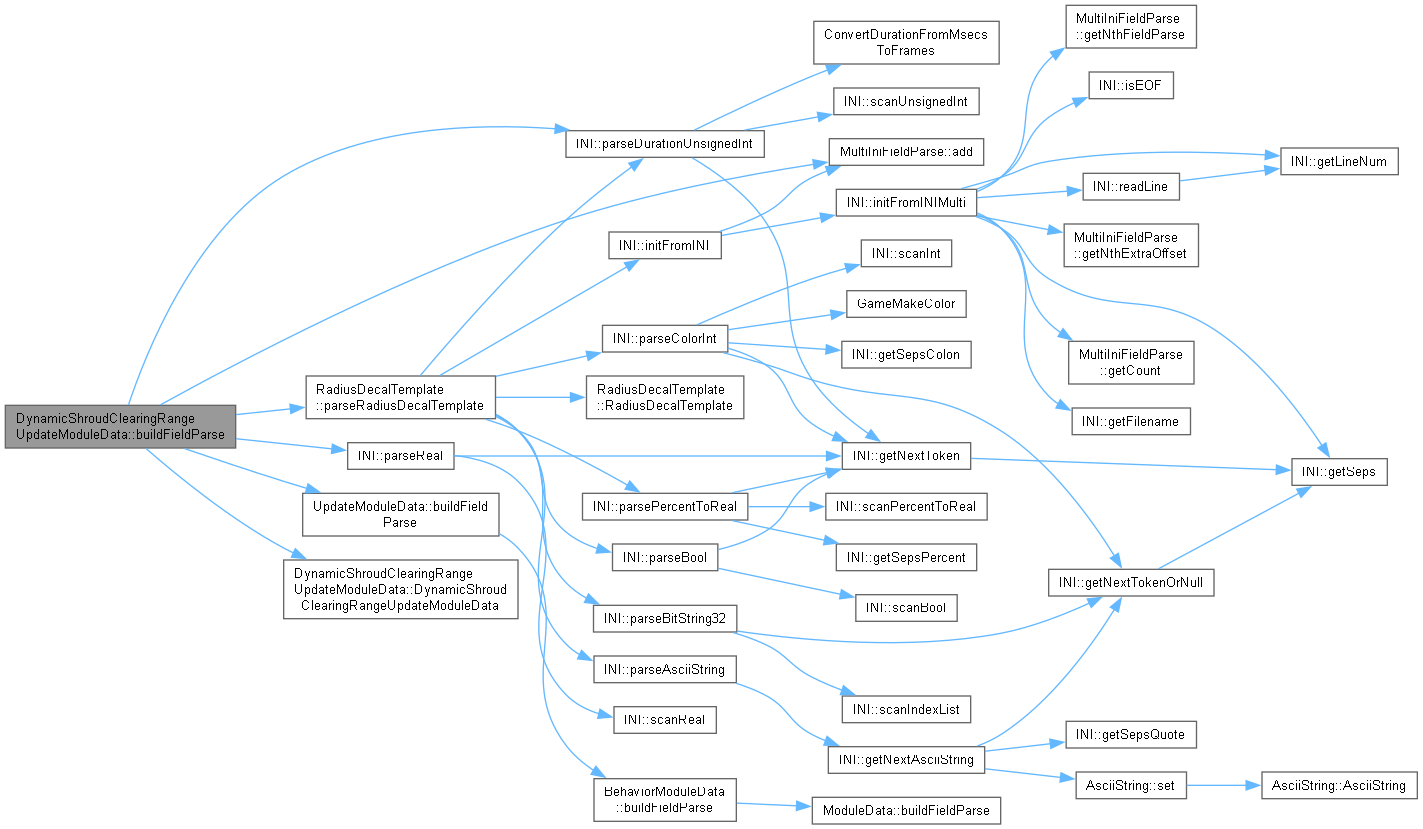 DynamicShroudClearingRange
UpdateModuleData::buildFieldParse
INI::parseDurationUnsignedInt
ConvertDurationFromMsecs
ToFrames
INI::scanUnsignedInt
MultiIniFieldParse::add
INI::initFromINI
INI::initFromINIMulti
MultiIniFieldParse
::getNthFieldParse
INI::isEOF
INI::getLineNum
INI::readLine
MultiIniFieldParse
::getNthExtraOffset
MultiIniFieldParse
::getCount
INI::getFilename
INI::scanInt
GameMakeColor
INI::parseColorInt
INI::getSepsColon
RadiusDecalTemplate
::parseRadiusDecalTemplate
RadiusDecalTemplate
::RadiusDecalTemplate
INI::parseReal
INI::getNextToken
INI::getSeps
INI::parsePercentToReal
INI::scanPercentToReal
UpdateModuleData::buildField
Parse
INI::parseBool
INI::getSepsPercent
DynamicShroudClearingRange
UpdateModuleData::DynamicShroud
ClearingRangeUpdateModuleData
INI::getNextTokenOrNull
INI::scanBool
INI::parseBitString32
INI::parseAsciiString
INI::scanIndexList
INI::scanReal
INI::getSepsQuote
INI::getNextAsciiString
AsciiString::set
AsciiString::AsciiString
BehaviorModuleData
::buildFieldParse
ModuleData::buildFieldParse